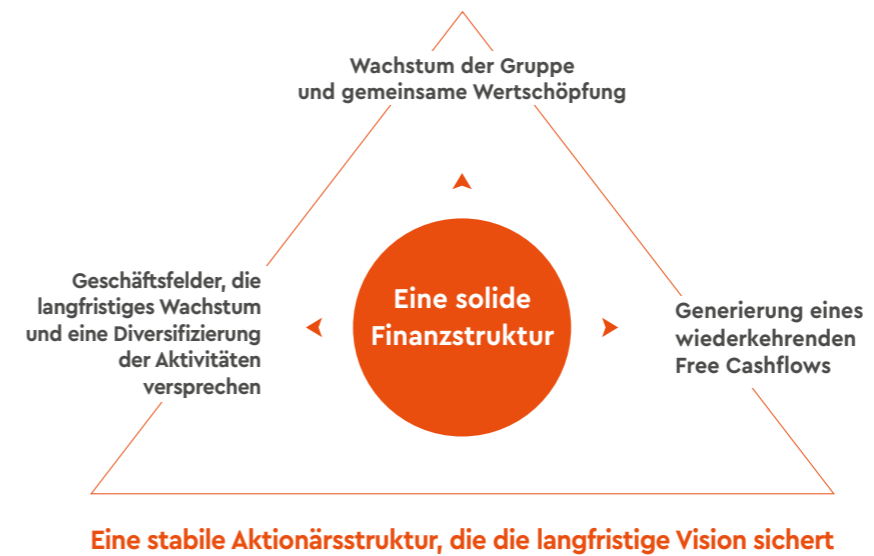 Wachstum der Gruppe
und gemeinsame Wertschöpfung
Geschäftsfelder, die
langfristiges Wachstum
und eine Diversifizierung
der Aktivitäten
versprechen
Eine solide
Finanzstruktur
Generierung eines
wiederkehrenden
Free Cashflows
Eine stabile Aktionärsstruktur, die die langfristige Vision sichert